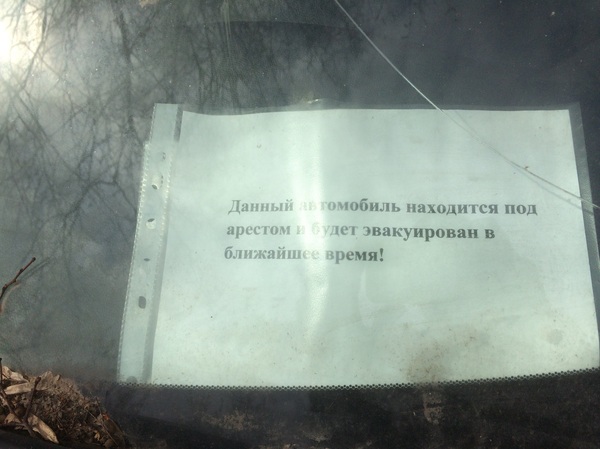 Данный автомобиль находится под
арестом и будет эвакуирован в
ближайшее время!